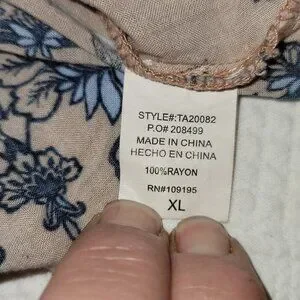 STYLE#:TA20082
P.O# 208499
MADE IN CHINA
HECHO EN CHINA
100%RAYON
RN#109195
XL